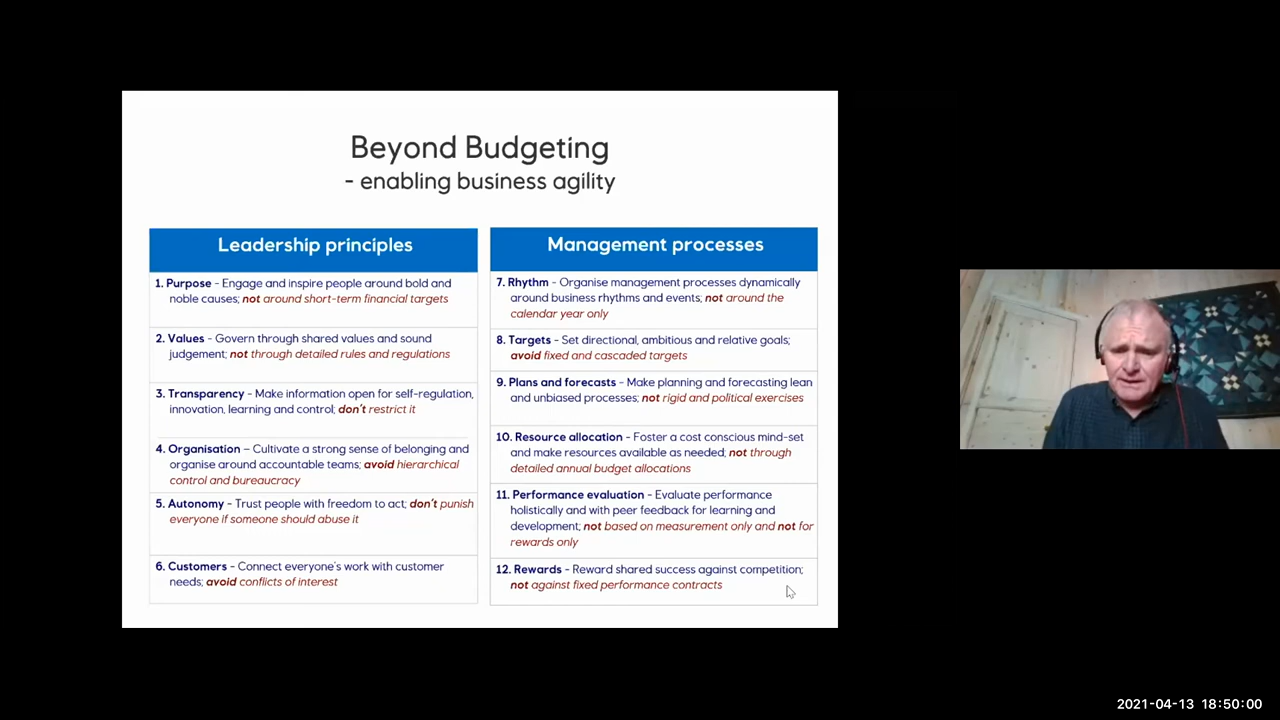 Beyond Budgeting
- enabling business agility
Leadership principles
1. Purpose - Engage and inspire people around bold and
noble causes; not around short-term financial targets
2. Values - Govern through shared values and sound
judgement; not through detailed rules and regulations
3. Transparency - Make information open for self-regulation,
innovation, learning and control; don't restrict it
4. Organisation – Cultivate a strong sense of belonging and
organise around accountable teams; avoid hierarchical
control and bureaucracy
5. Autonomy - Trust people with freedom to act; don't punish
everyone if someone should abuse it
6. Customers - Connect everyone's work with customer
needs; avoid conflicts of interest
Management processes
7. Rhythm - Organise management processes dynamically
around business rhythms and events; not around the
calendar year only
8. Targets - Set directional, ambitious and relative goals;
avoid fixed and cascaded targets
9. Plans and forecasts - Make planning and forecasting lean
and unbiased processes; not rigid and political exercises
10. Resource allocation - Foster a cost conscious mind-set
and make resources available as needed; not through
detailed annual budget allocations
11. Performance evaluation - Evaluate performance
holistically and with peer feedback for learning and
development; not based on measurement only and not for
rewards only
12. Rewards - Reward shared success against competition;
not against fixed performance contracts
2021-04-13 18:50:00